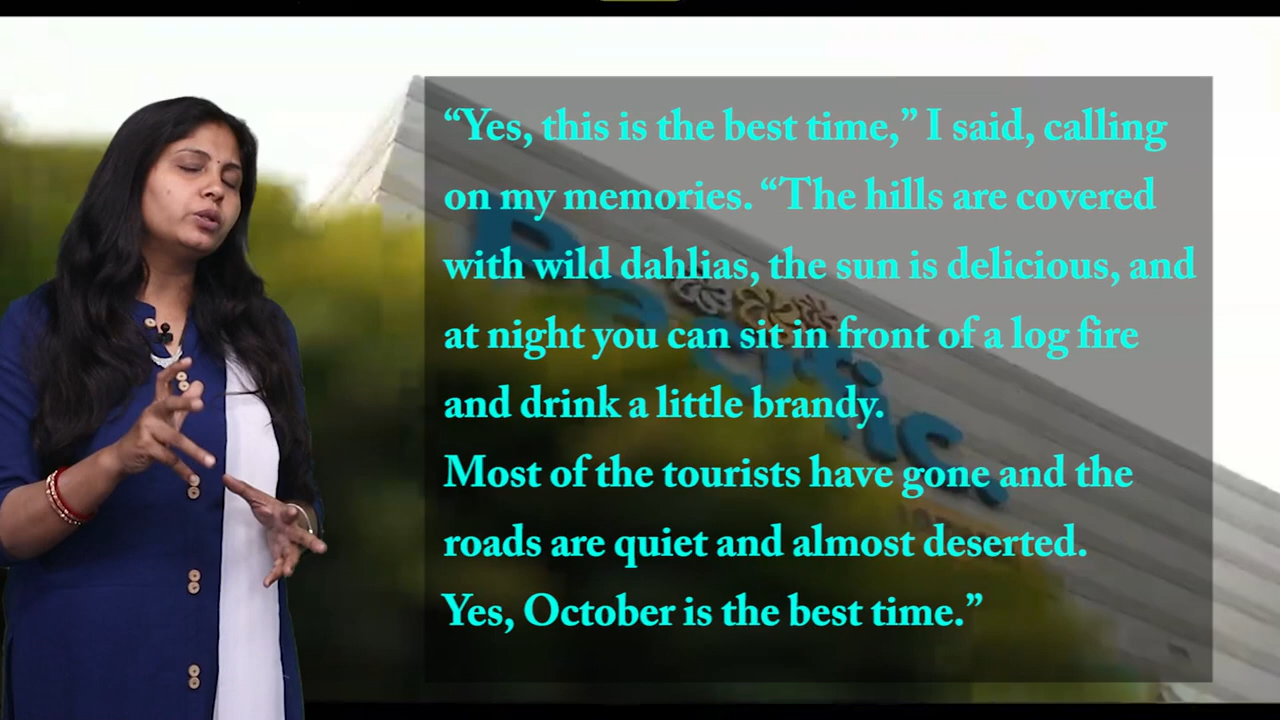 “Yes, this is the best time,” I said, calling
on my memories. “The hills are covered
with wild dahlias, the sun is delicious, and
at night you can sit in front of a log fire
and drink a little brandy.
Most of the tourists have gone and the
roads are quiet and almost deserted.
Yes, October is the best time.”
Pacific